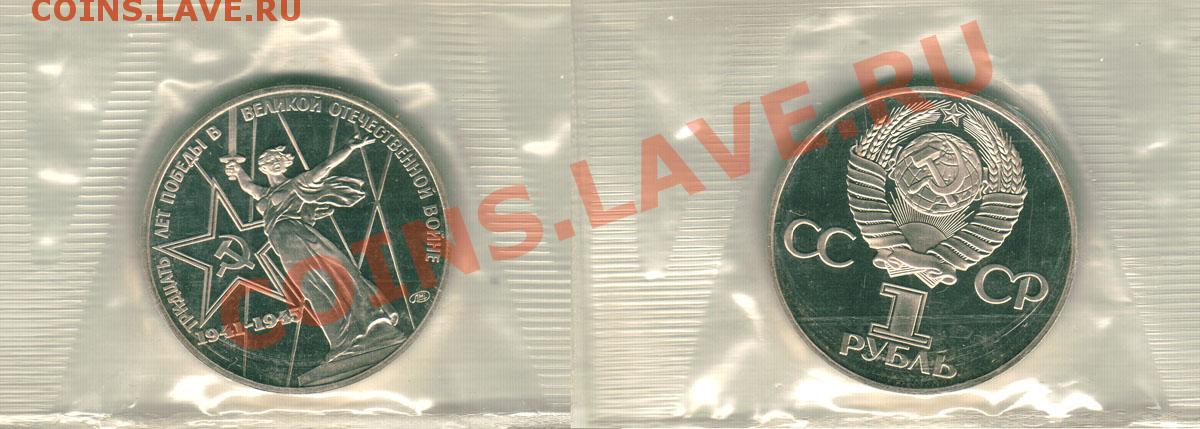 COINS.LAVE.RU
ТРИДЦАТЬ ЛЕТ ПОБЕДЫ В ВЕЛИКОЙ ОТЕЧЕСТВЕННОЙ ВОЙНЕ
1941-1945
СС СР
1
РУБЛЬ
COINS.LAVE.RU